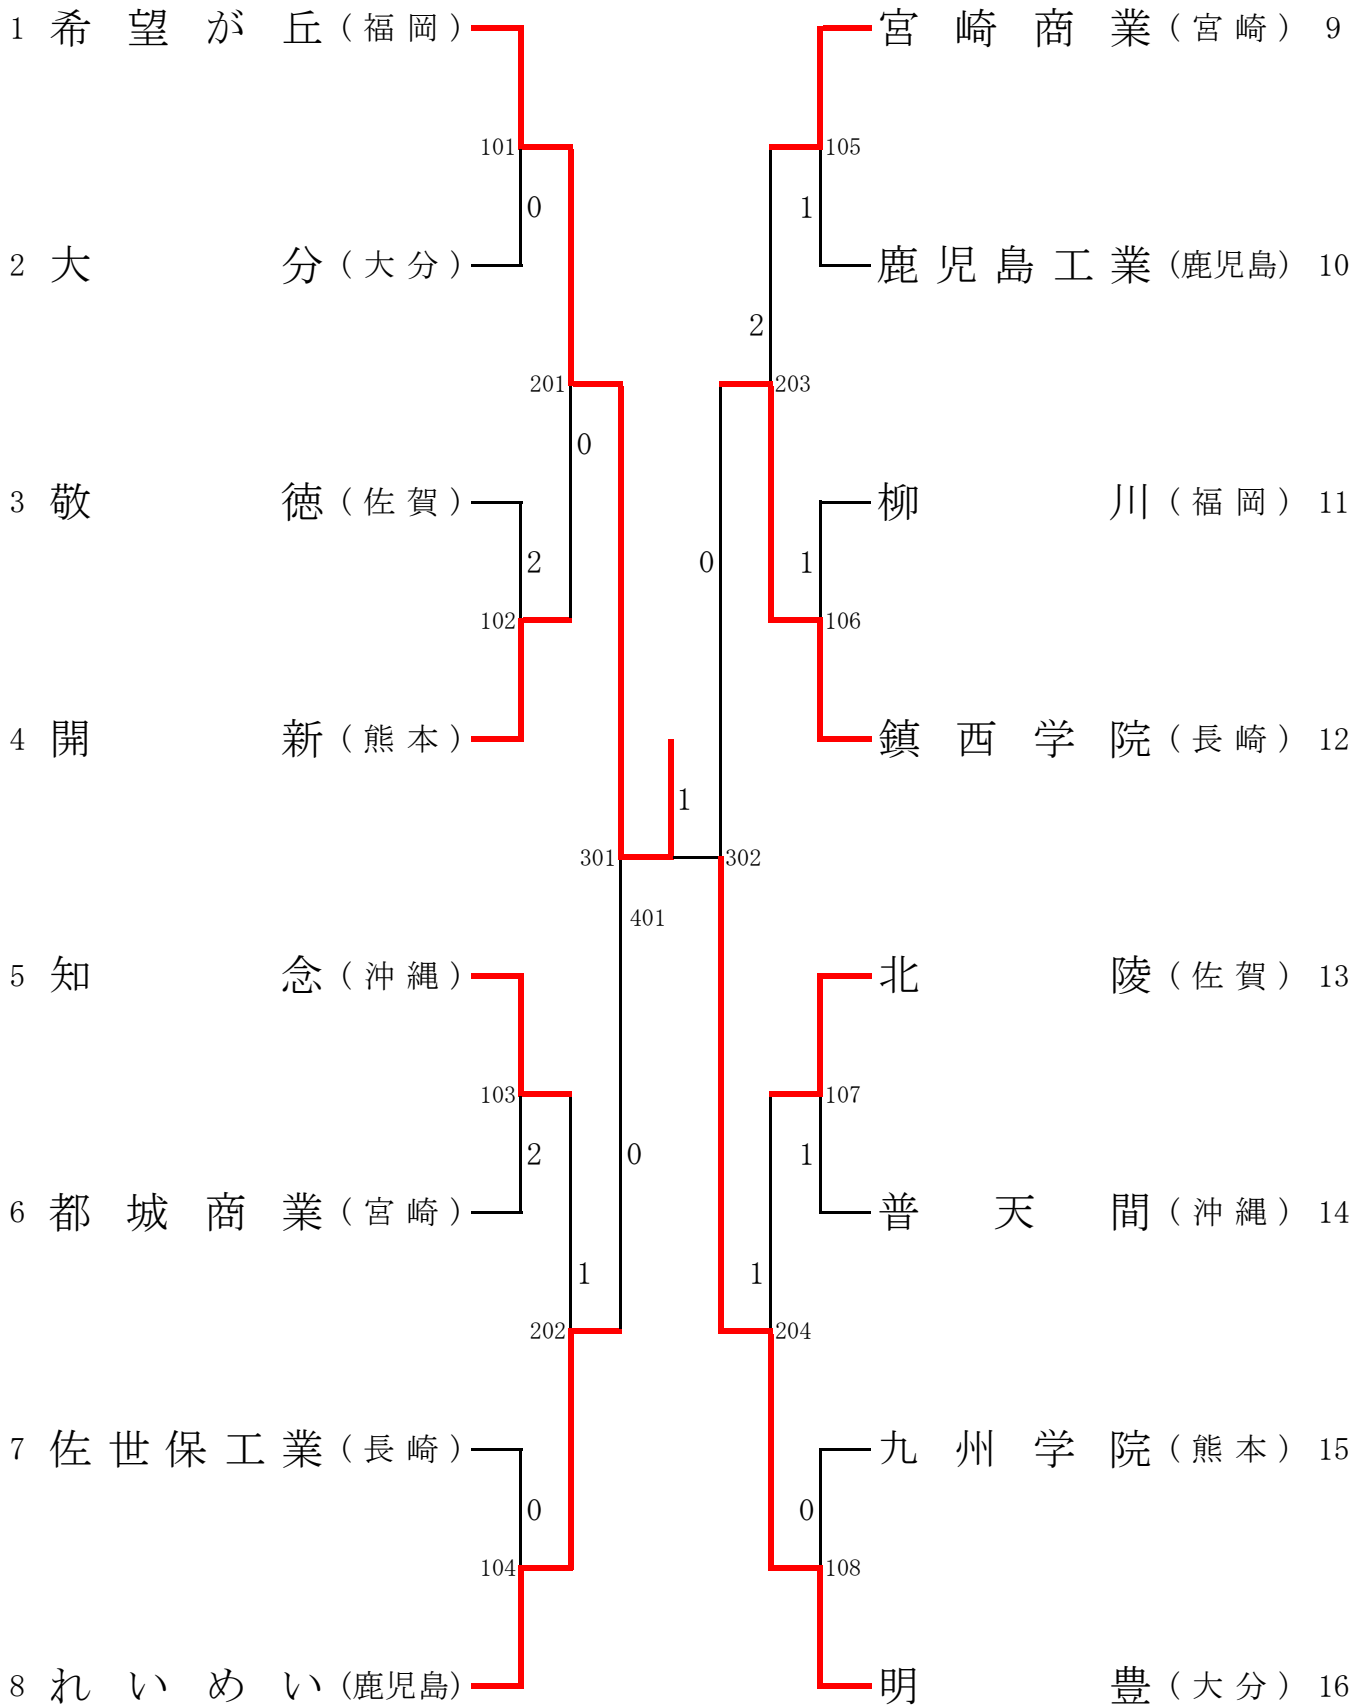 1 希望が丘(福岡) 宮崎商業(宮崎) 9
101 105
0 1
2 大分(大分) 鹿児島工業(鹿児島) 10
2
201 203
0
3 敬徳(佐賀) 柳川(福岡) 11
2 0 1
102 106
4 開新(熊本) 鎮西学院(長崎) 12
1
301 302
401
5 知念(沖縄) 北陵(佐賀) 13
103 107
2 0 1
6 都城商業(宮崎) 普天間(沖縄) 14
1 1
202 204
7 佐世保工業(長崎) 九州学院(熊本) 15
0 0
104 108
8 れいめい(鹿児島) 明豊(大分) 16